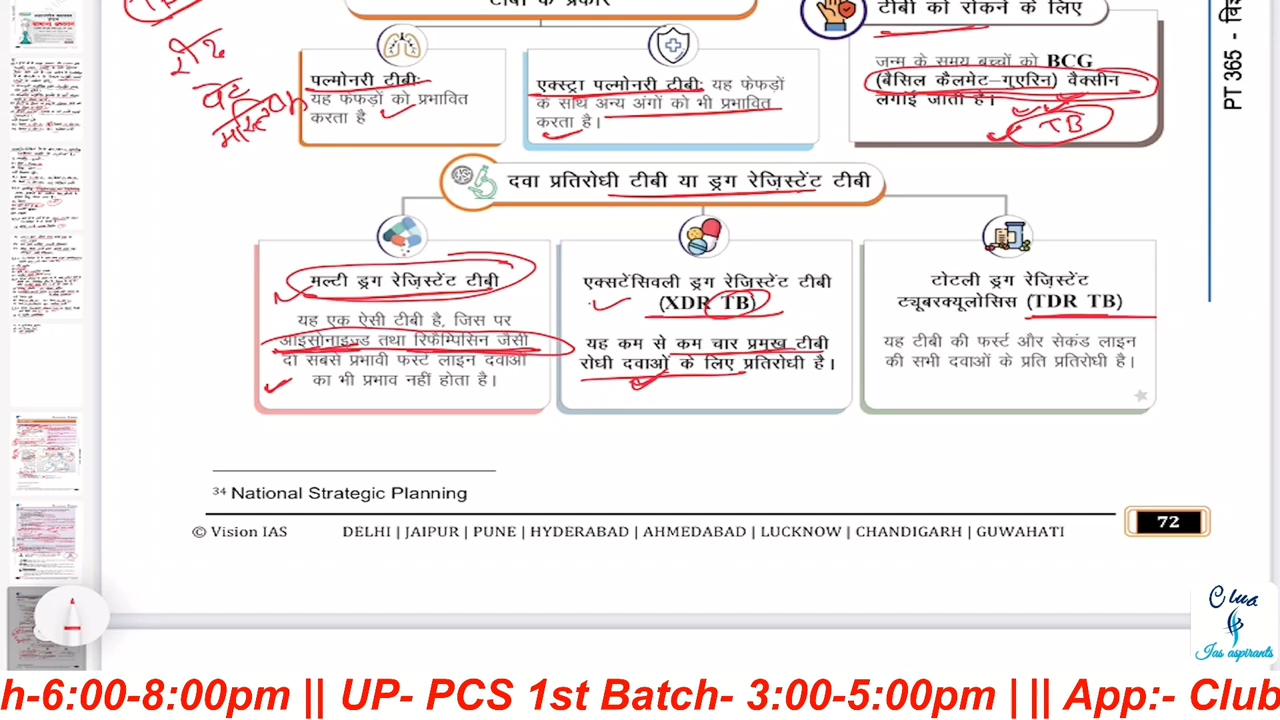 टीबी के प्रकार
टीबी को रोकने के लिए
रीढ़
पल्मोनरी टीबी:
यह फेफड़ों को प्रभावित
करता है
एक्स्ट्रा पल्मोनरी टीबी: यह फेफड़ों
के साथ अन्य अंगों को भी प्रभावित
करता है।
जन्म के समय बच्चों को BCG
(बैसिल कैलमेट-गुएरिन) वैक्सीन
लगाई जाती है।
TB
दवा प्रतिरोधी टीबी या ड्रग रेज़िस्टेंट टीबी
मल्टी ड्रग रेज़िस्टेंट टीबी
यह एक ऐसी टीबी है, जिस पर
आइसोनाइज्ड तथा रिफैम्पिसिन जैसी
दो सबसे प्रभावी फर्स्ट लाइन दवाओं
का भी प्रभाव नहीं होता है।
एक्सटेंसिवली ड्रग रेज़िस्टेंट टीबी
(XDR TB)
यह कम से कम चार प्रमुख टीबी
रोधी दवाओं के लिए प्रतिरोधी है।
टोटली ड्रग रेज़िस्टेंट
ट्यूबरक्यूलोसिस (TDR TB)
यह टीबी की फर्स्ट और सेकंड लाइन
की सभी दवाओं के प्रति प्रतिरोधी है।
PT 365 -
34 National Strategic Planning
© Vision IAS DELHI | JAIPUR | PUNE | HYDERABAD | AHMEDABAD | LUCKNOW | CHANDIGARH | GUWAHATI
72
Clua
Jas aspirants
h-6:00-8:00pm || UP- PCS 1st Batch- 3:00-5:00pm | || App:- Club